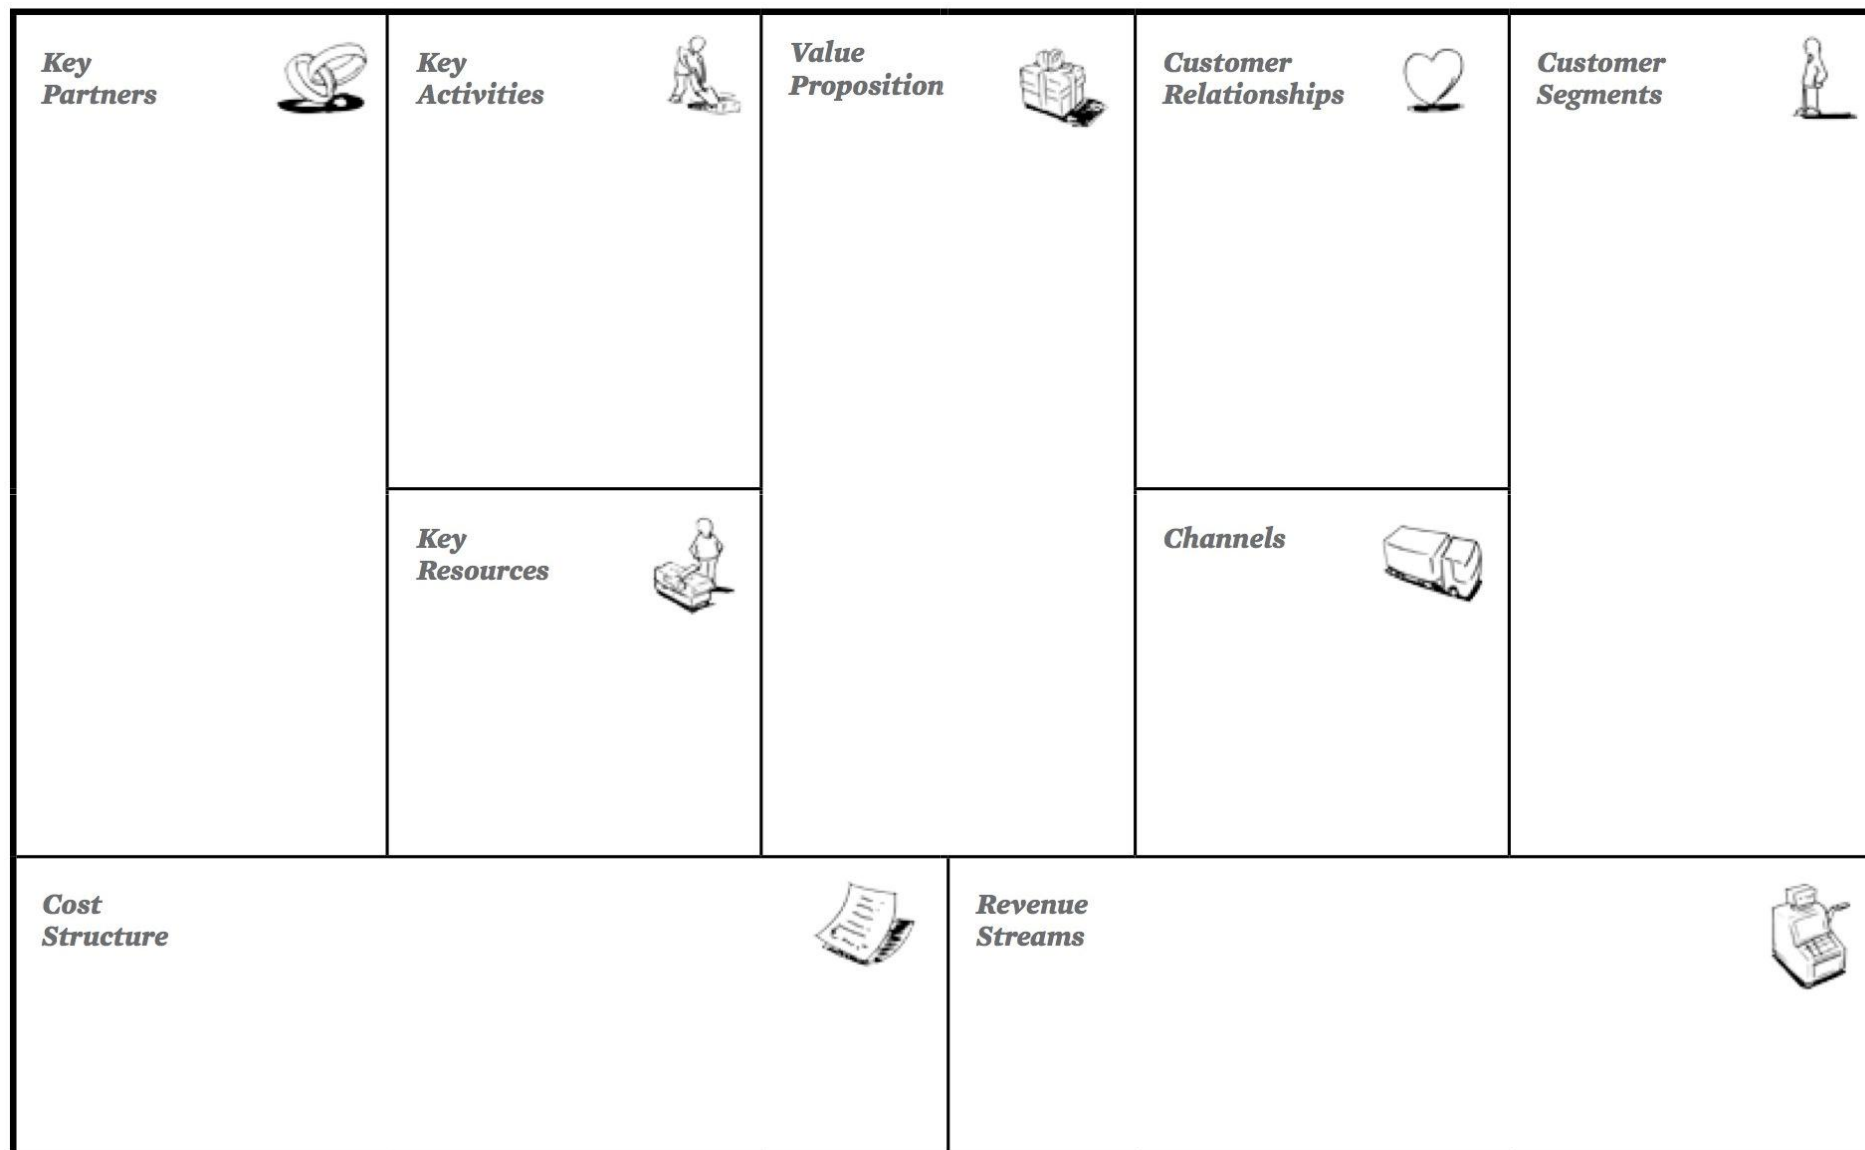 Key
Partners
Key
Activities
Value
Proposition
Customer
Relationships
Customer
Segments
Key
Resources
Channels
Cost
Structure
Revenue
Streams